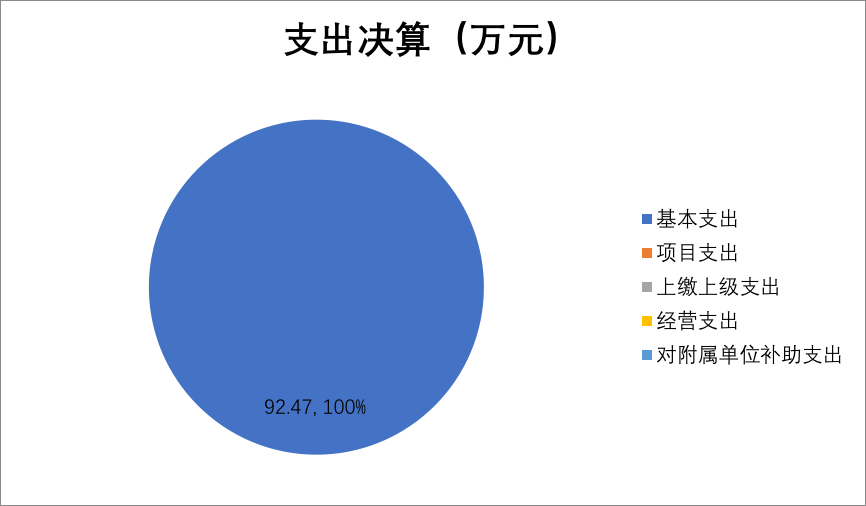 支出决算（万元）
92.47, 100%
基本支出
项目支出
上缴上级支出
经营支出
对附属单位补助支出